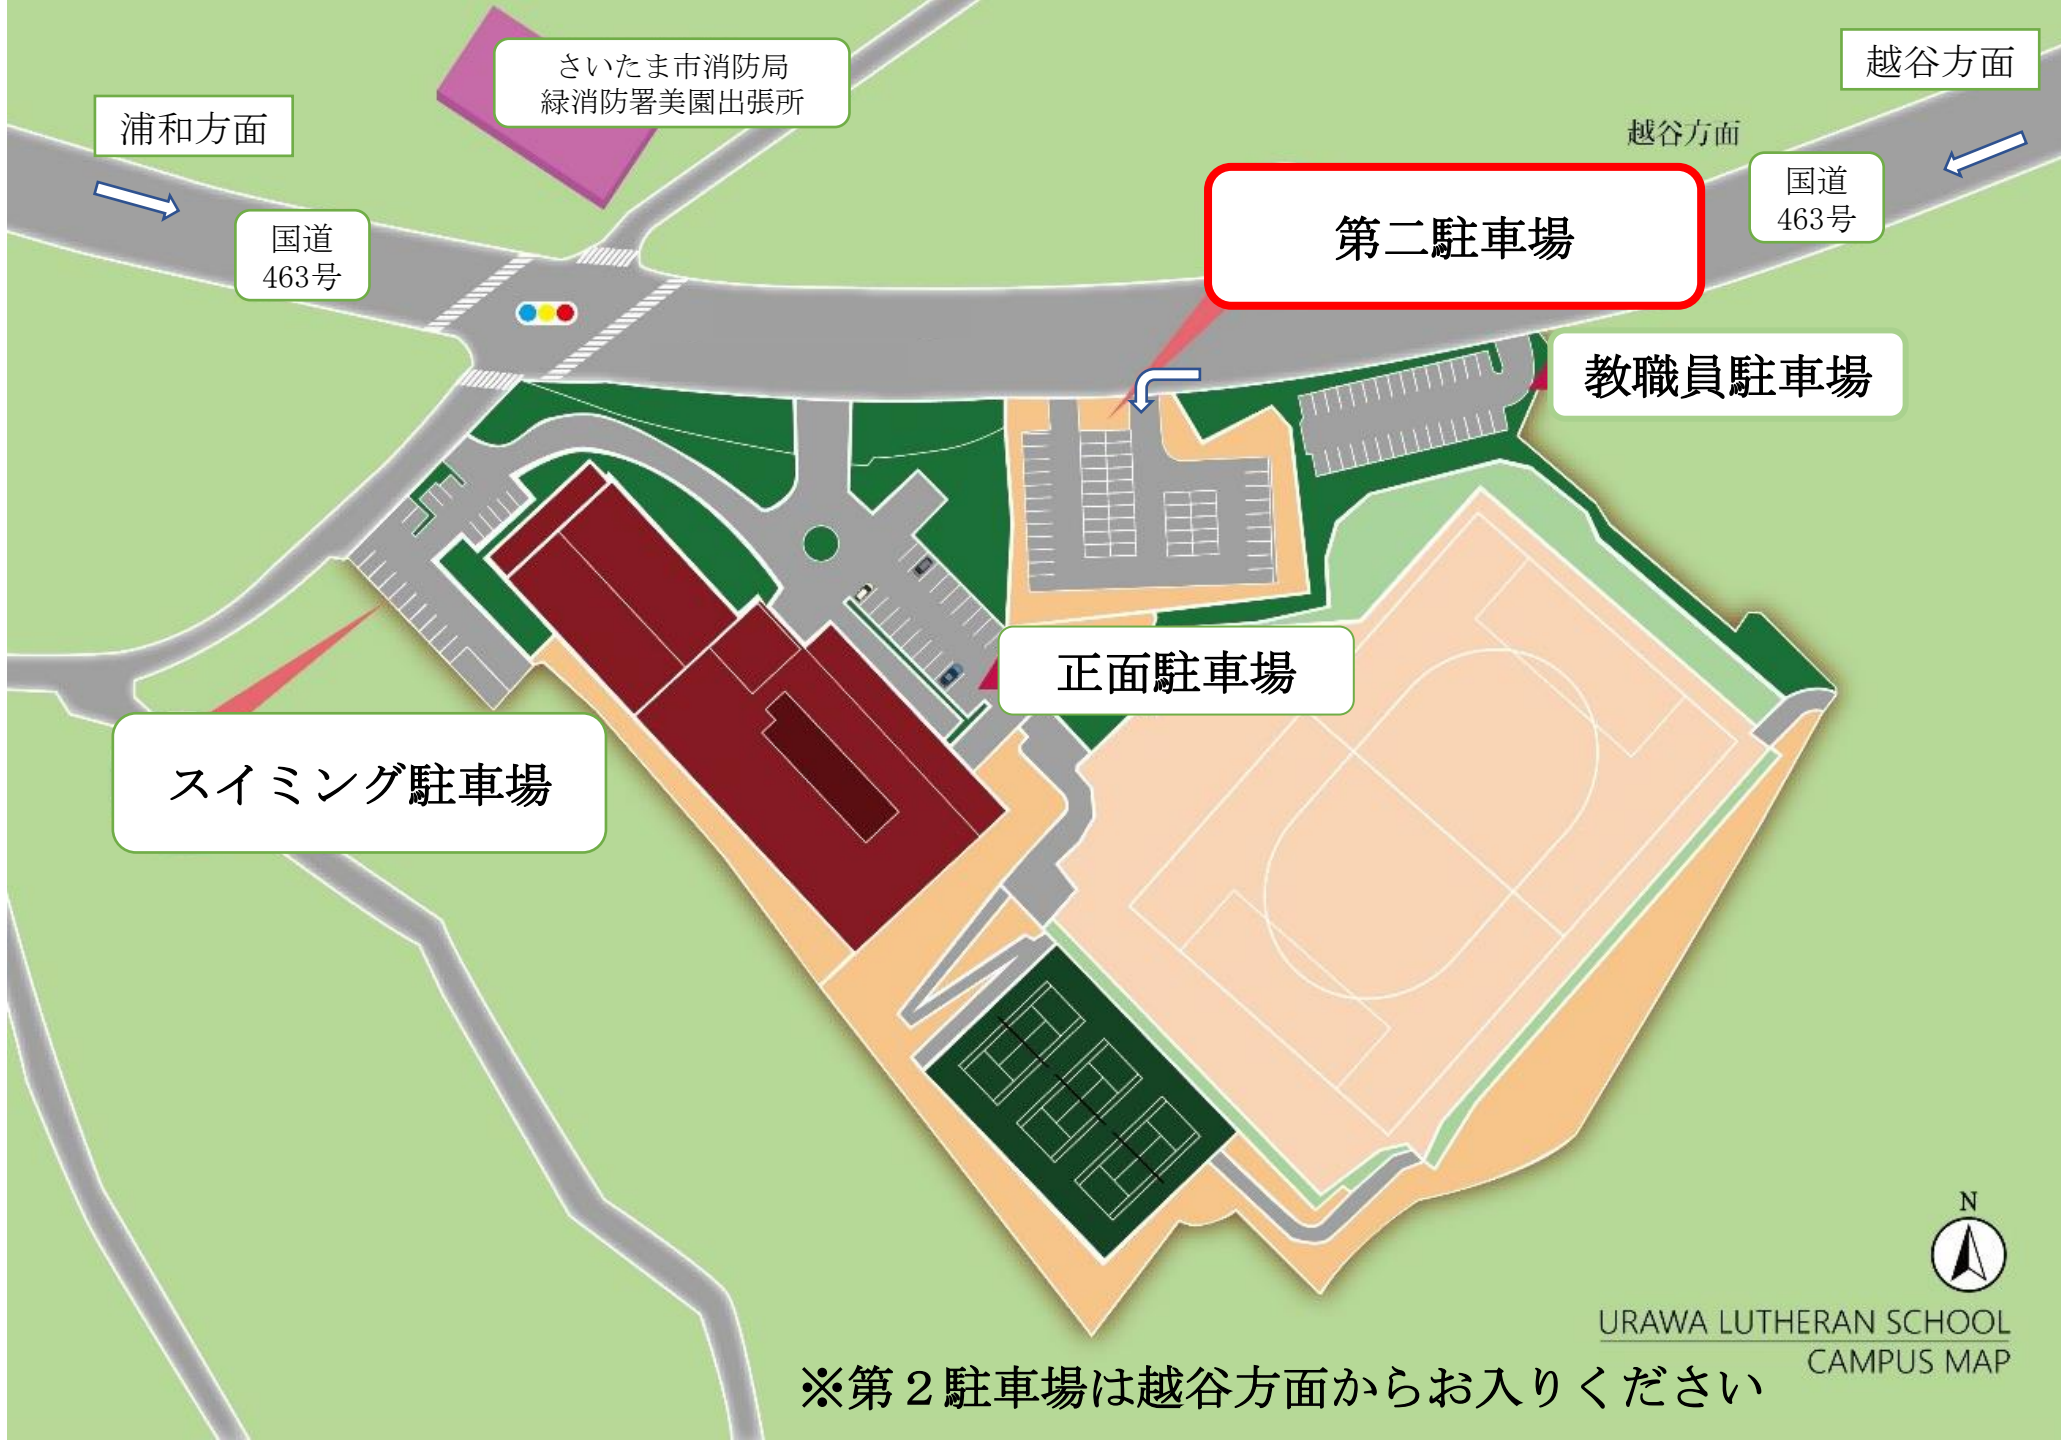 さいたま市消防局
緑消防署美園出張所
越谷方面
浦和方面
越谷方面
国道
463号
第二駐車場
国道
463号
教職員駐車場
正面駐車場
スイミング駐車場
N
URAWA LUTHERAN SCHOOL
CAMPUS MAP
※第２駐車場は越谷方面からお入りください